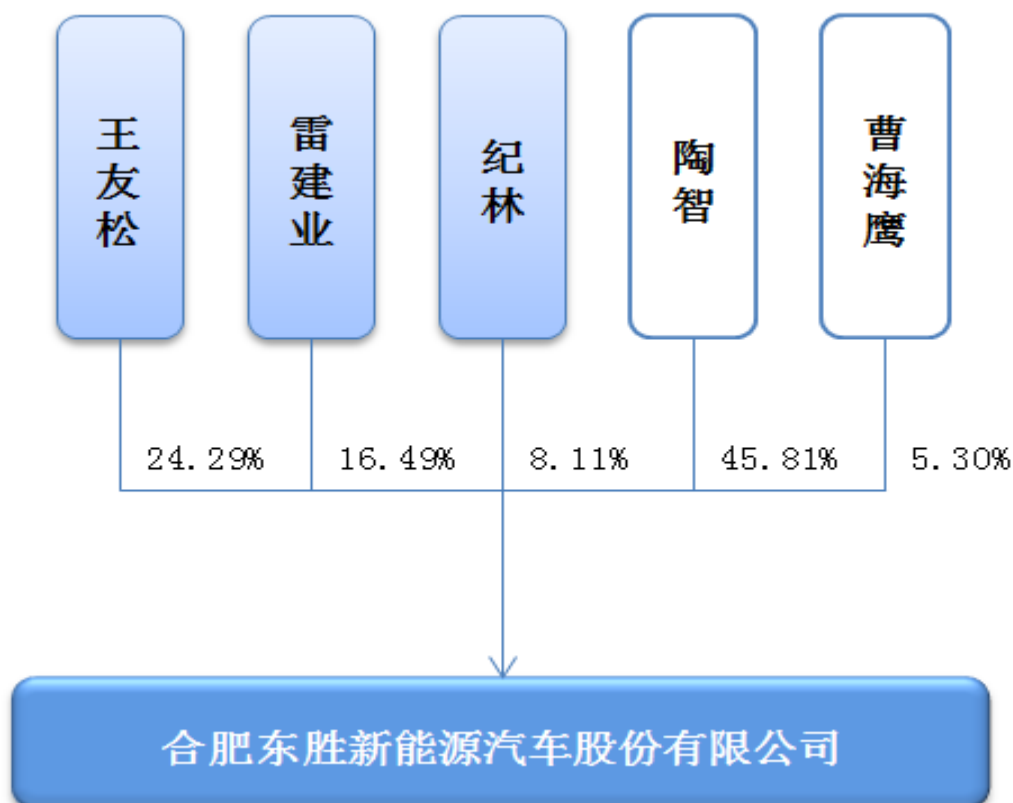 王友松
雷建业
纪林
陶智
曹海鹰
24.29%
16.49%
8.11%
45.81%
5.30%
合肥东胜新能源汽车股份有限公司